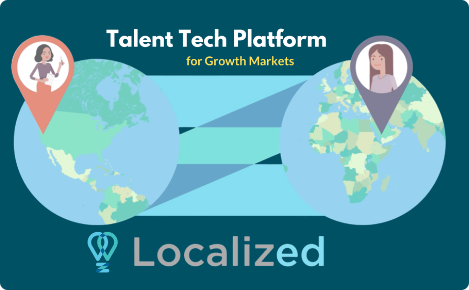 Talent Tech Platform
for Growth Markets
Localized